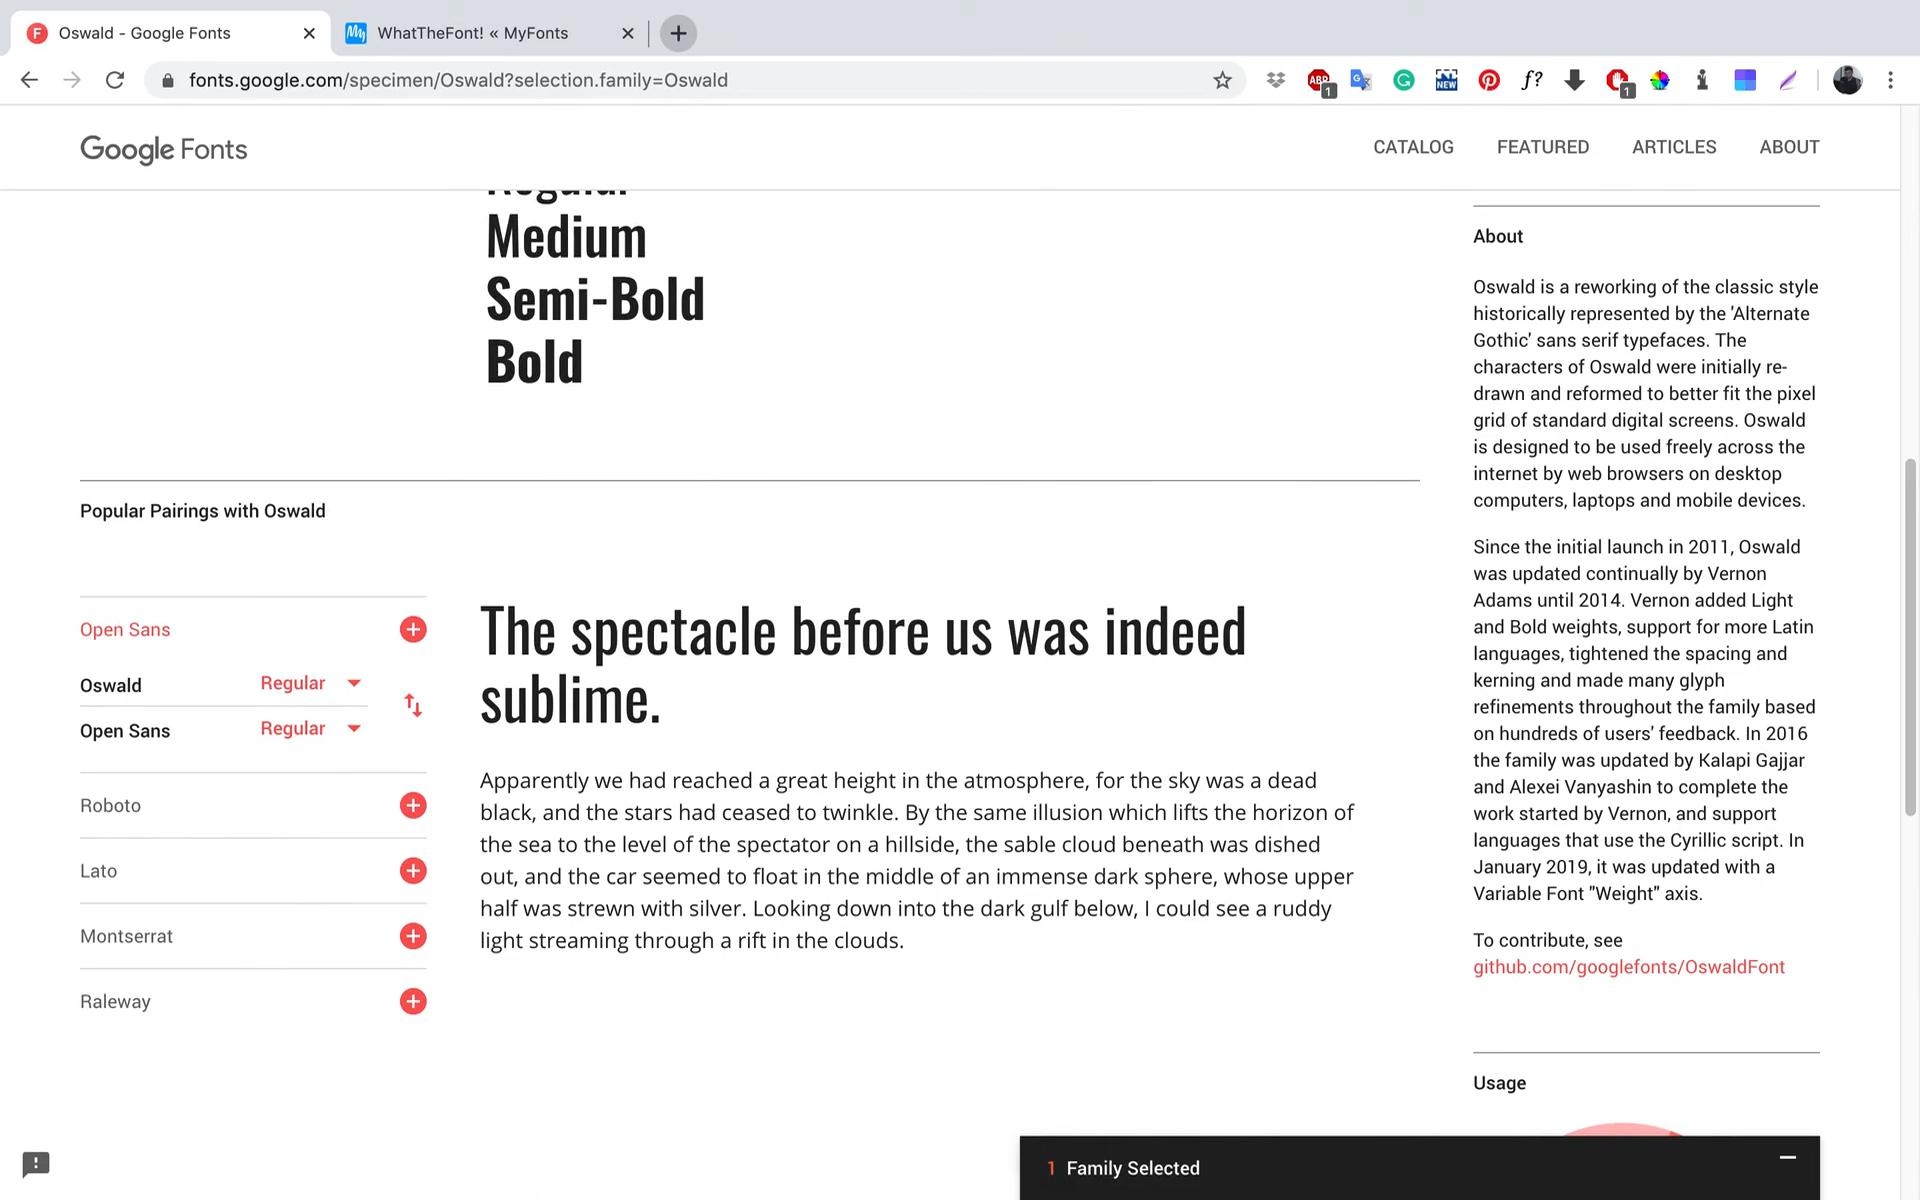 Oswald - Google Fonts
WhatTheFont! « MyFonts
fonts.google.com/specimen/Oswald?selection.family=Oswald
ABP
1
G
NEW
f?
1
Google Fonts
CATALOG
FEATURED
ARTICLES
ABOUT
Regular
Medium
Semi-Bold
Bold
Popular Pairings with Oswald
Open Sans
Oswald Regular
Open Sans Regular
Roboto
Lato
Montserrat
Raleway
The spectacle before us was indeed
sublime.
Apparently we had reached a great height in the atmosphere, for the sky was a dead
black, and the stars had ceased to twinkle. By the same illusion which lifts the horizon of
the sea to the level of the spectator on a hillside, the sable cloud beneath was dished
out, and the car seemed to float in the middle of an immense dark sphere, whose upper
half was strewn with silver. Looking down into the dark gulf below, I could see a ruddy
light streaming through a rift in the clouds.
About
Oswald is a reworking of the classic style
historically represented by the 'Alternate
Gothic' sans serif typefaces. The
characters of Oswald were initially re-
drawn and reformed to better fit the pixel
grid of standard digital screens. Oswald
is designed to be used freely across the
internet by web browsers on desktop
computers, laptops and mobile devices.
Since the initial launch in 2011, Oswald
was updated continually by Vernon
Adams until 2014. Vernon added Light
and Bold weights, support for more Latin
languages, tightened the spacing and
kerning and made many glyph
refinements throughout the family based
on hundreds of users' feedback. In 2016
the family was updated by Kalapi Gajjar
and Alexei Vanyashin to complete the
work started by Vernon, and support
languages that use the Cyrillic script. In
January 2019, it was updated with a
Variable Font "Weight" axis.
To contribute, see
github.com/googlefonts/OswaldFont
Usage
1 Family Selected